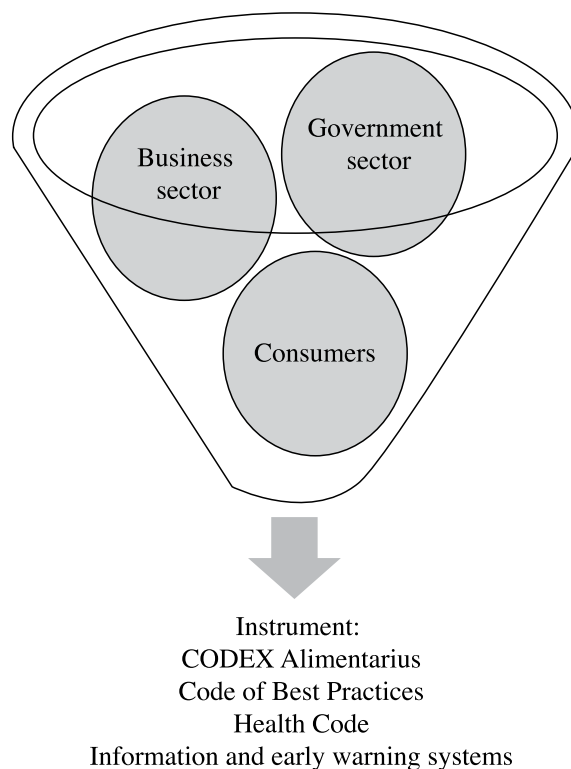 Business
sector
Government
sector
Consumers
Instrument:
CODEX Alimentarius
Code of Best Practices
Health Code
Information and early warning systems